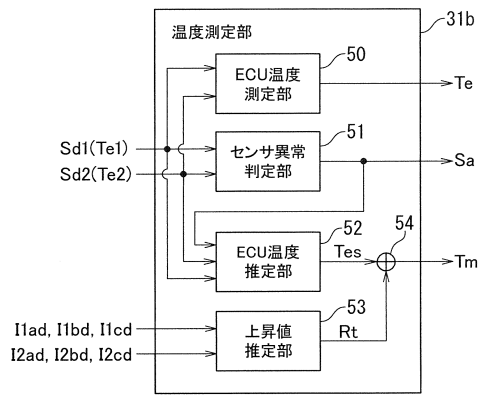 31b
温度測定部
50
ECU温度
測定部
Te
Sd1(Te1)
Sd2(Te2)
51
センサ異常
判定部
Sa
52
ECU温度
推定部
Tes
54
Tm
I1ad, I1bd, I1cd
I2ad, I2bd, I2cd
53
上昇値
推定部
Rt